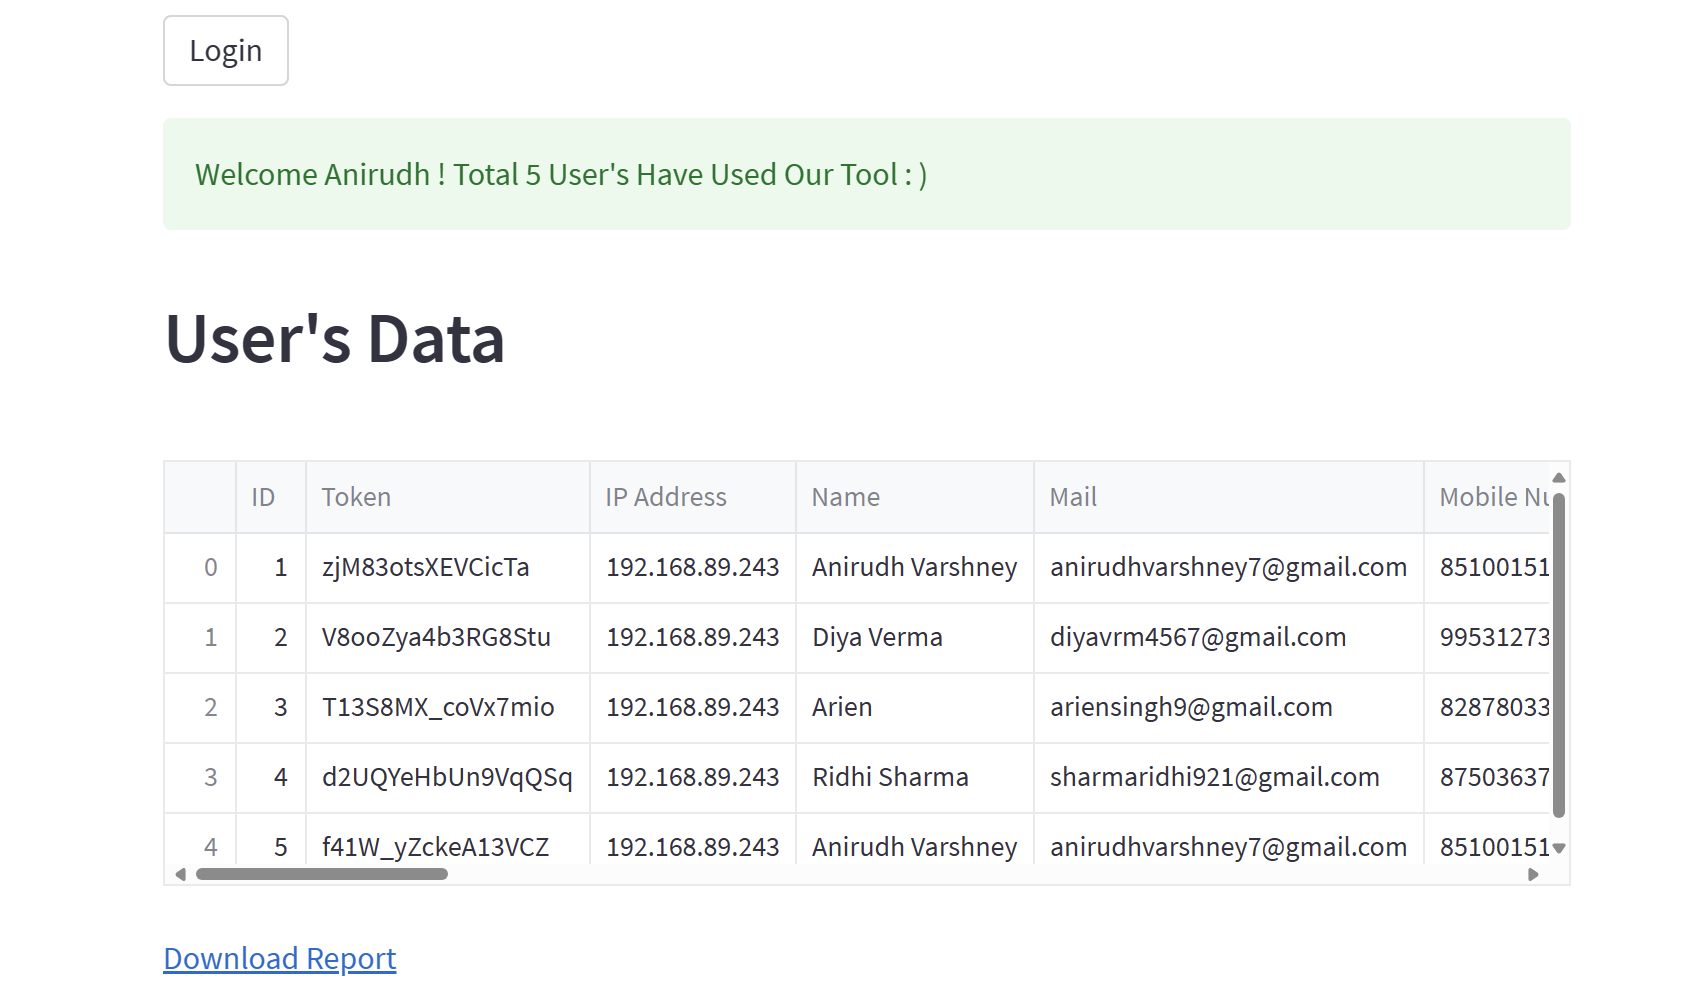 Login
Welcome Anirudh ! Total 5 User's Have Used Our Tool : )
User's Data
ID Token IP Address Name Mail Mobile Nu
0 1 zjM83otsXEVCicTa 192.168.89.243 Anirudh Varshney anirudhvarshney7@gmail.com 85100151
1 2 V8ooZya4b3RG8Stu 192.168.89.243 Diya Verma diyavrm4567@gmail.com 99531273
2 3 T13S8MX_coVx7mio 192.168.89.243 Arien ariensingh9@gmail.com 82878033
3 4 d2UQYeHbUn9VqQSq 192.168.89.243 Ridhi Sharma sharmaridhi921@gmail.com 87503637
4 5 f41W_yZckeA13VCZ 192.168.89.243 Anirudh Varshney anirudhvarshney7@gmail.com 85100151
Download Report